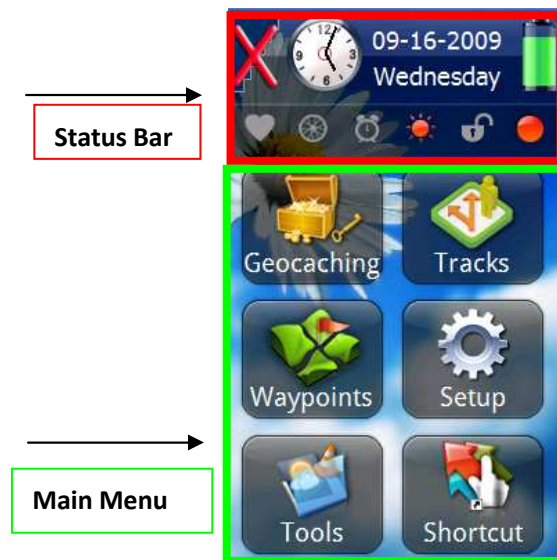 09-16-2009
Wednesday
Status Bar
Geocaching
Tracks
Waypoints
Setup
Main Menu
Tools
Shortcut